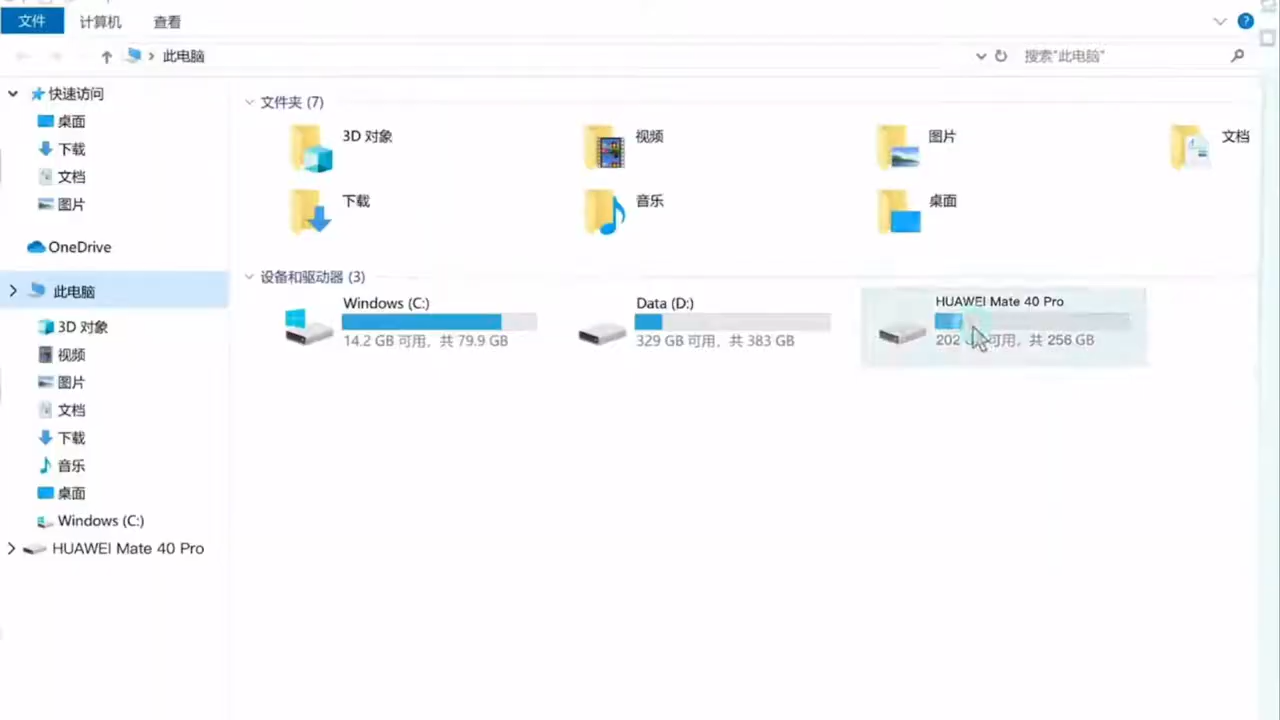 文件 计算机 查看
此电脑 搜索"此电脑"
快速访问
桌面
下载
文档
图片
OneDrive
此电脑
3D 对象
视频
图片
文档
下载
音乐
桌面
Windows (C:)
HUAWEI Mate 40 Pro
文件夹 (7)
3D 对象 视频 图片 文档
下载 音乐 桌面
设备和驱动器 (3)
Windows (C:)
14.2 GB 可用，共 79.9 GB
Data (D:)
329 GB 可用，共 383 GB
HUAWEI Mate 40 Pro
202 可用，共 256 GB